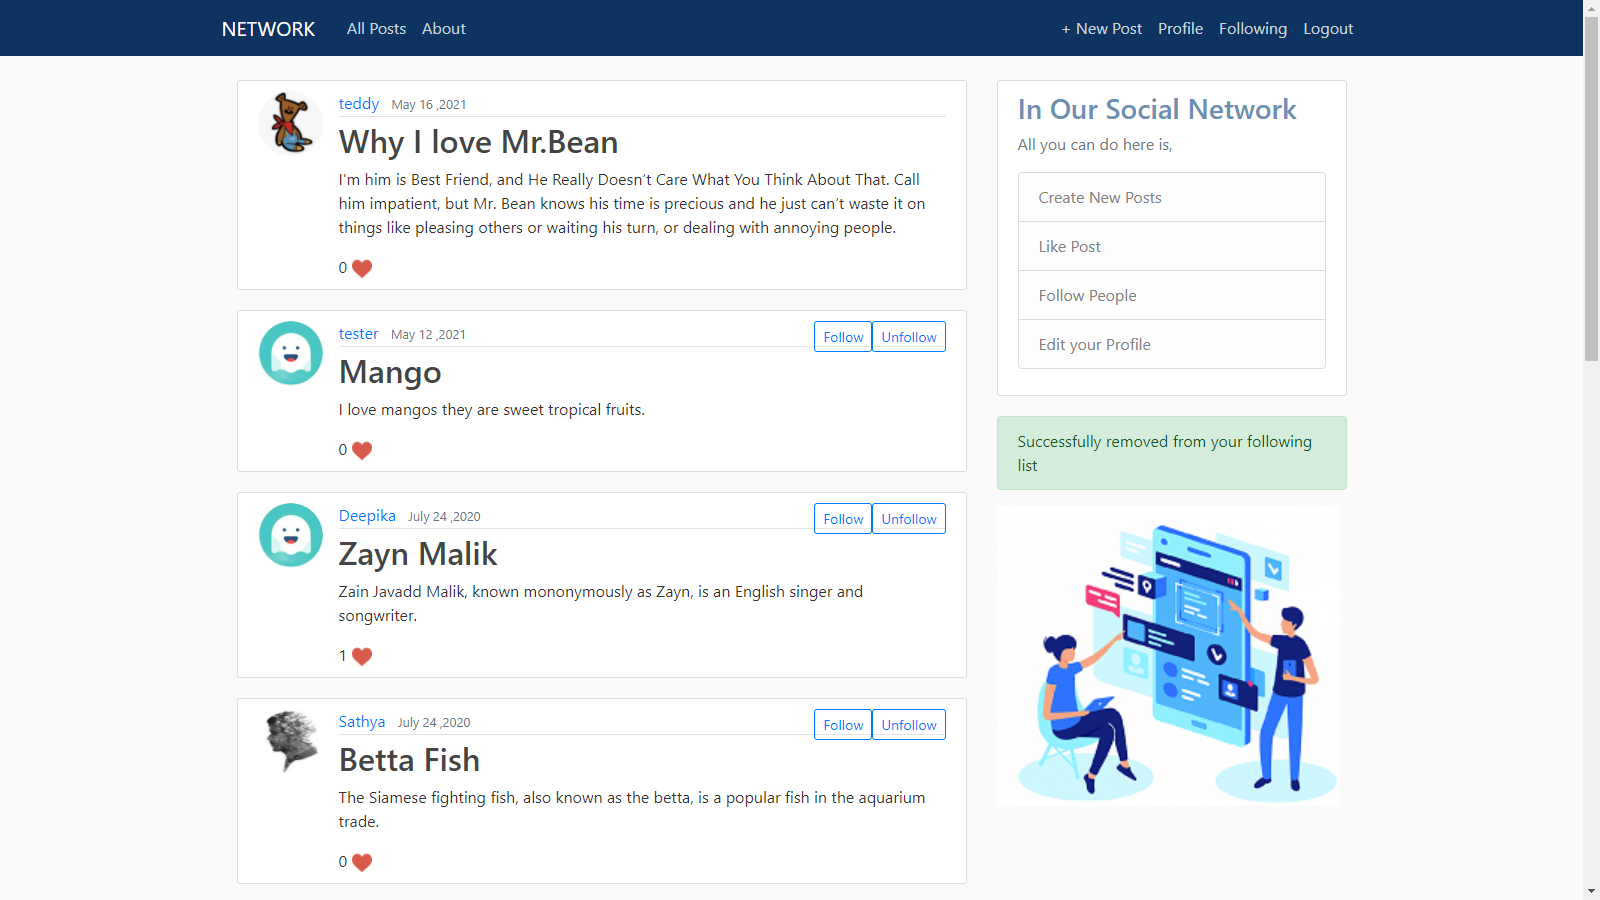 NETWORK All Posts About + New Post Profile Following Logout
teddy May 16 ,2021
Why I love Mr.Bean
I'm him is Best Friend, and He Really Doesn't Care What You Think About That. Call
him impatient, but Mr. Bean knows his time is precious and he just can't waste it on
things like pleasing others or waiting his turn, or dealing with annoying people.
0
tester May 12 ,2021 Follow Unfollow
Mango
I love mangos they are sweet tropical fruits.
0
Deepika July 24 ,2020 Follow Unfollow
Zayn Malik
Zain Javadd Malik, known mononymously as Zayn, is an English singer and
songwriter.
1
Sathya July 24 ,2020 Follow Unfollow
Betta Fish
The Siamese fighting fish, also known as the betta, is a popular fish in the aquarium
trade.
0
In Our Social Network
All you can do here is,
Create New Posts
Like Post
Follow People
Edit your Profile
Successfully removed from your following
list